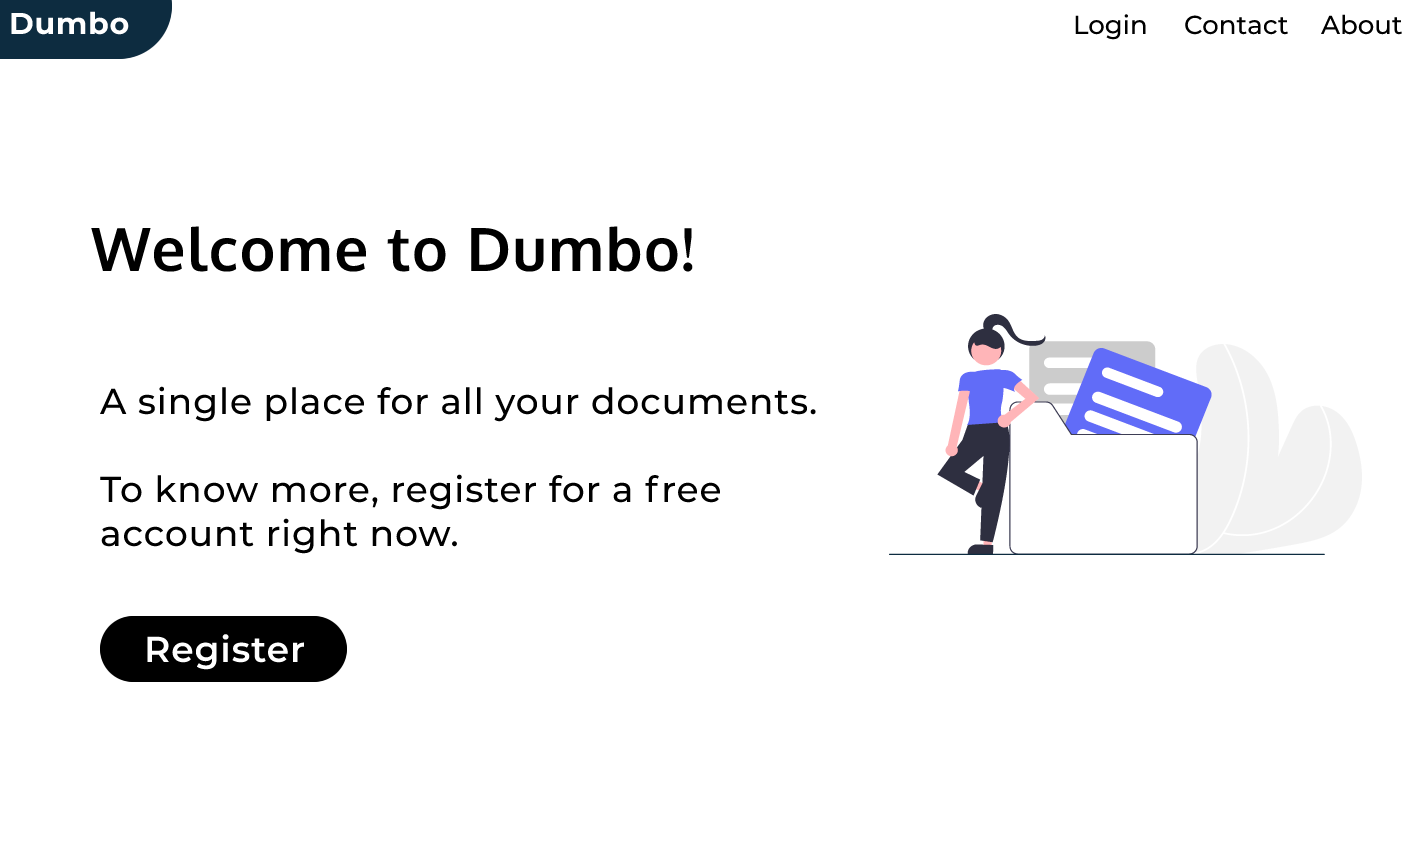 Dumbo
Login Contact About
Welcome to Dumbo!
A single place for all your documents.
To know more, register for a free
account right now.
Register